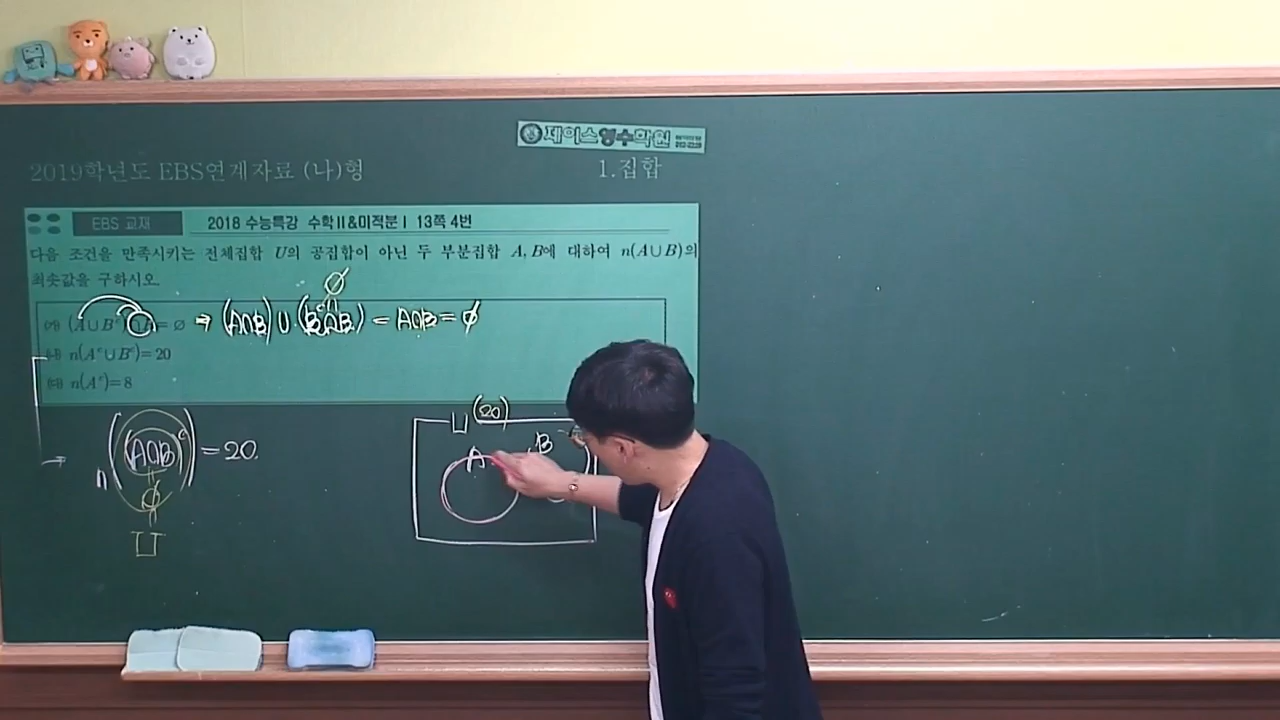 제이스영수학원
2019학년도 EBS연계자료 (나)형
1.집합
EBS 교재
2018 수능특강 수학Ⅱ&미적분Ⅰ 13쪽 4번
다음 조건을 만족시키는 전체집합 U의 공집합이 아닌 두 부분집합 A, B에 대하여 n(A∪B)의
최솟값을 구하시오.
∅
(가) (A∪Bᶜ)∩B=∅ → (A∩B)∪(Bᶜ∩B) = A∩B = ∅
(나) n(Aᶜ∪Bᶜ)=20
(다) n(Aᶜ)=8
→ n((A∩B)ᶜ) = 20.
∅
U
U (20)
A B